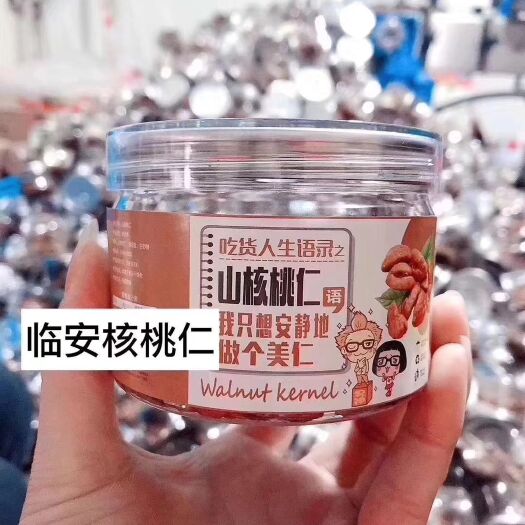 吃货人生语录之
山核桃仁
语
我只想安静地
做个美仁
Walnut kernel
临安核桃仁